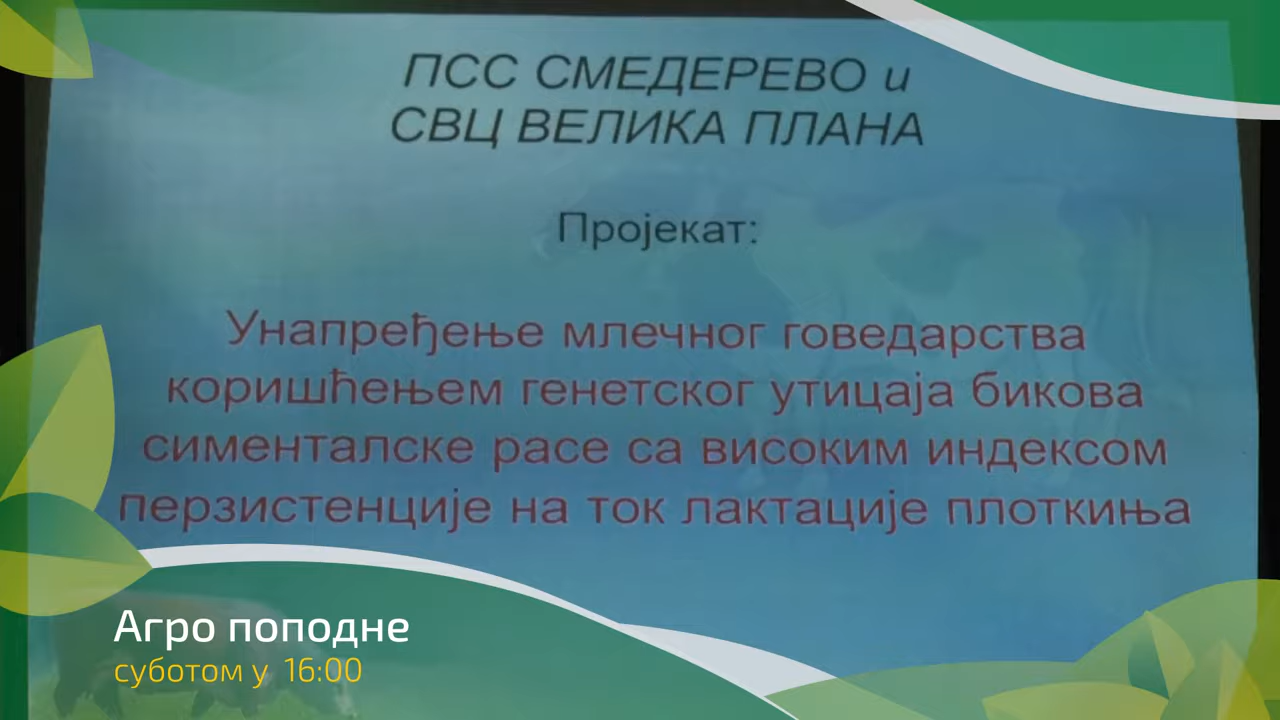 ПСС СМЕДЕРЕВО и
СВЦ ВЕЛИКА ПЛАНА
Пројекат:
Унапређење млечног говедарства
коришћењем генетског утицаја бикова
сименталске расе са високим индексом
перзистенције на ток лактације плоткиња
Агро поподне
суботом у 16:00